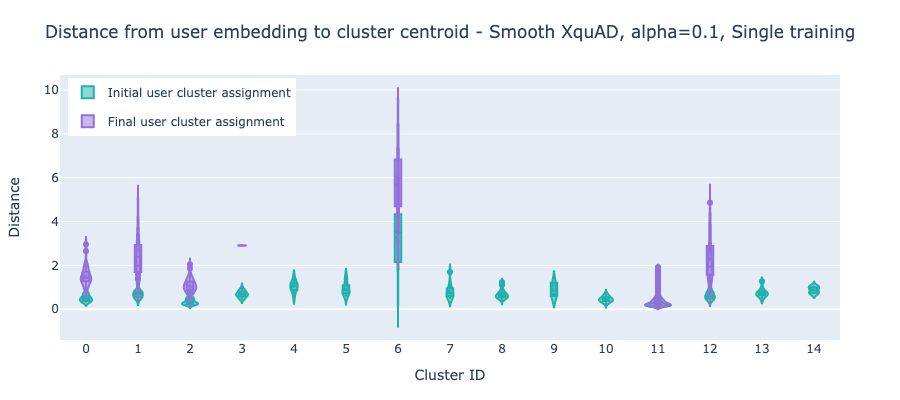 Distance from user embedding to cluster centroid - Smooth XquAD, alpha=0.1, Single training
Initial user cluster assignment
Final user cluster assignment
Distance
10
8
6
4
2
0
0 1 2 3 4 5 6 7 8 9 10 11 12 13 14
Cluster ID